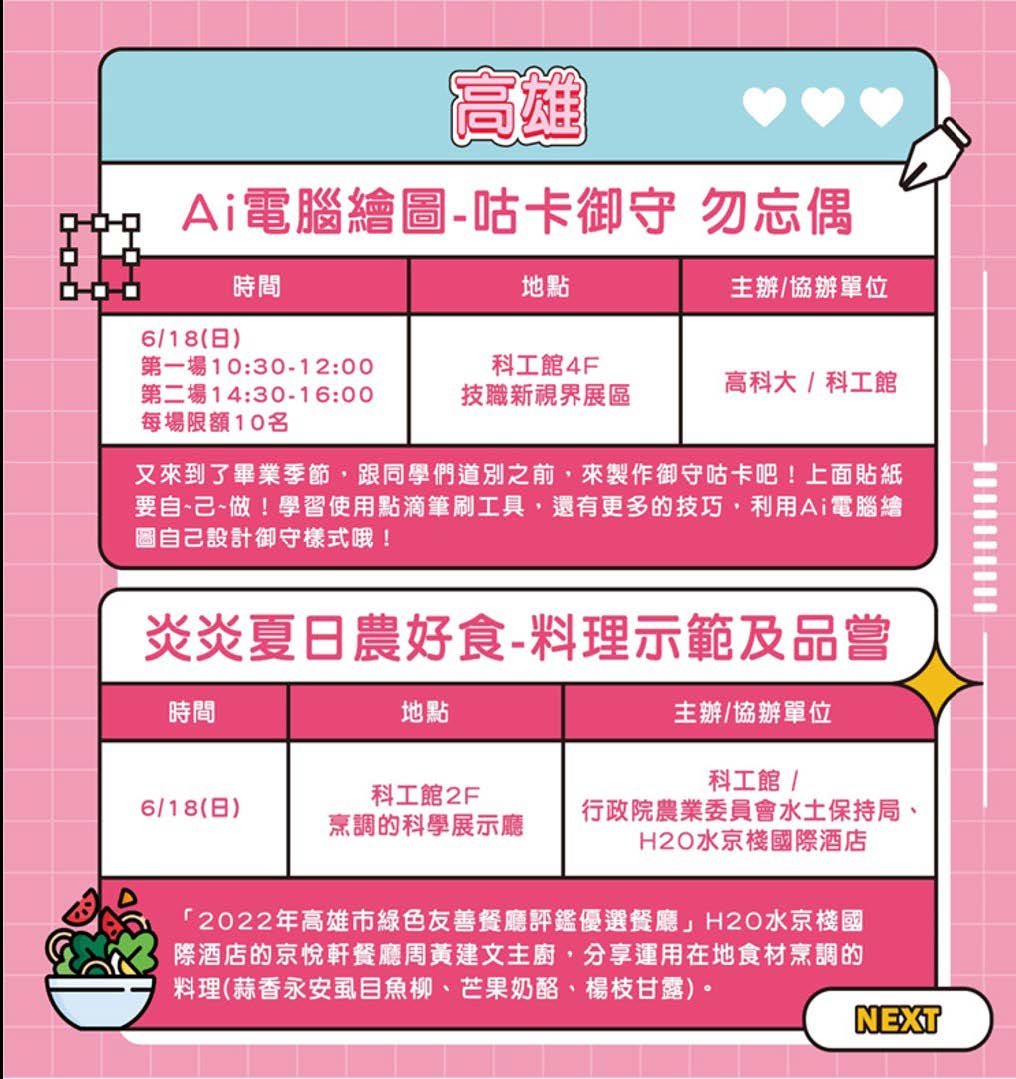 高雄
Ai電腦繪圖-咕卡御守 勿忘偶
時間
地點
主辦/協辦單位
6/18(日)
第一場10:30-12:00
第二場14:30-16:00
每場限額10名
科工館4F
技職新視界展區
高科大 / 科工館
又來到了畢業季節，跟同學們道別之前，來製作御守咕卡吧！上面貼紙
要自~己~做！學習使用點滴筆刷工具，還有更多的技巧，利用Ai電腦繪
圖自己設計御守樣式哦！
炎炎夏日農好食-料理示範及品嘗
時間
地點
主辦/協辦單位
6/18(日)
科工館2F
烹調的科學展示廳
科工館 /
行政院農業委員會水土保持局、
H2O水京棧國際酒店
「2022年高雄市綠色友善餐廳評鑑優選餐廳」H2O水京棧國
際酒店的京悅軒餐廳周黃建文主廚，分享運用在地食材烹調的
料理(蒜香永安虱目魚柳、芒果奶酪、楊枝甘露)。
NEXT